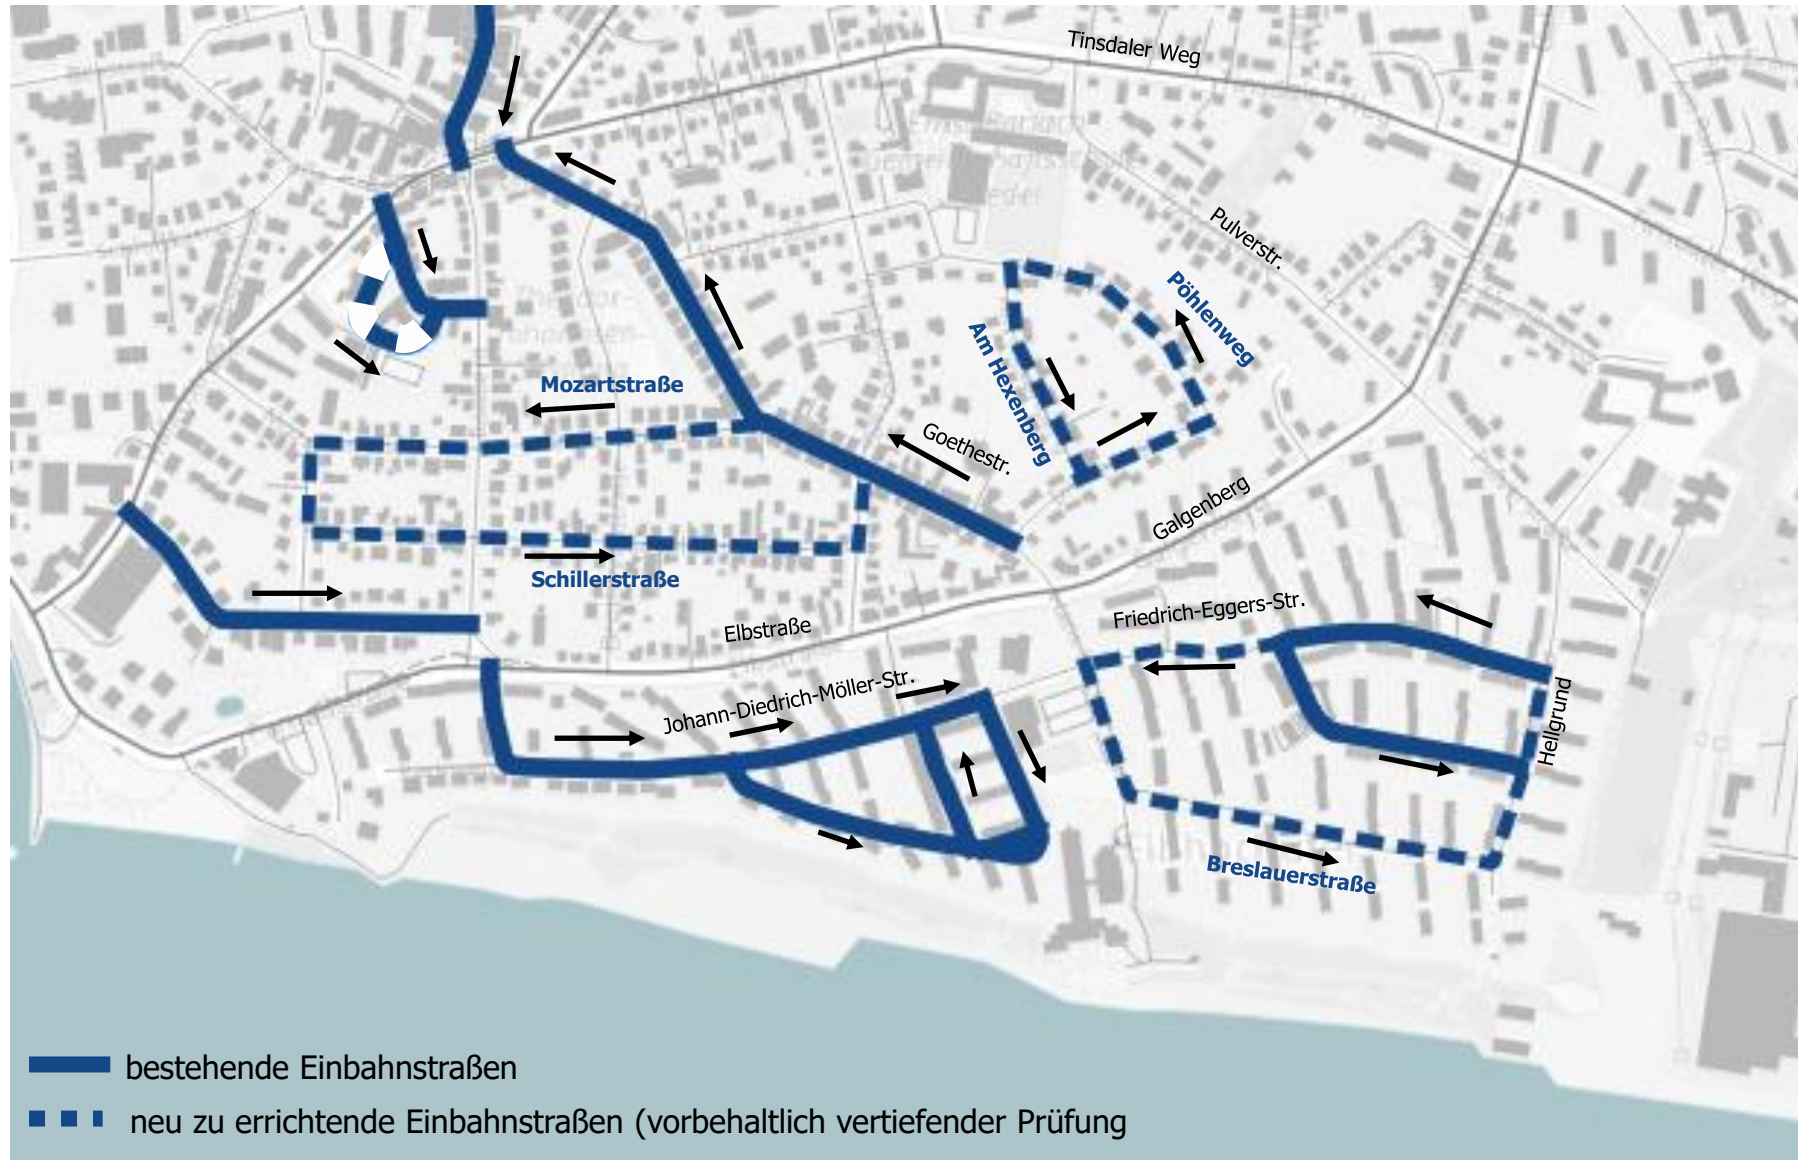 Tinsdaler Weg
Pulverstr.
Pöhlenweg
Am Hexenberg
Mozartstraße
Goethestr.
Galgenberg
Schillerstraße
Elbstraße
Friedrich-Eggers-Str.
Johann-Diedrich-Möller-Str.
Hellgrund
Breslauerstraße
bestehende Einbahnstraßen
neu zu errichtende Einbahnstraßen (vorbehaltlich vertiefender Prüfung